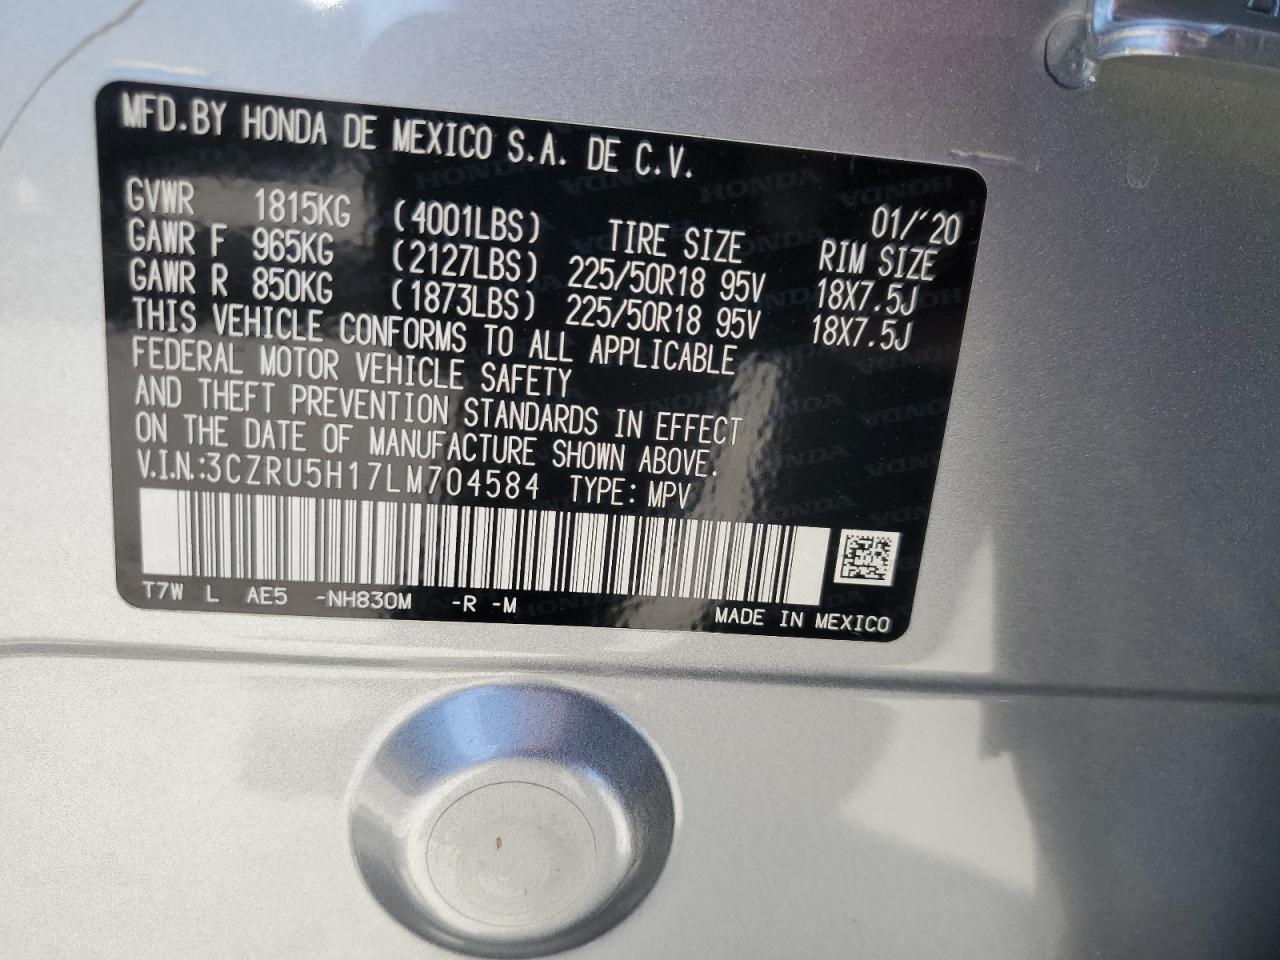 MFD.BY HONDA DE MEXICO S.A. DE C.V.
01/'20
GVWR 1815KG (4001LBS) TIRE SIZE RIM SIZE
GAWR F 965KG (2127LBS) 225/50R18 95V 18X7.5J
GAWR R 850KG (1873LBS) 225/50R18 95V 18X7.5J
THIS VEHICLE CONFORMS TO ALL APPLICABLE
FEDERAL MOTOR VEHICLE SAFETY
AND THEFT PREVENTION STANDARDS IN EFFECT
ON THE DATE OF MANUFACTURE SHOWN ABOVE.
V.I.N.:3CZRU5H17LM704584 TYPE: MPV
T7W L AE5 -NH830M -R -M
MADE IN MEXICO